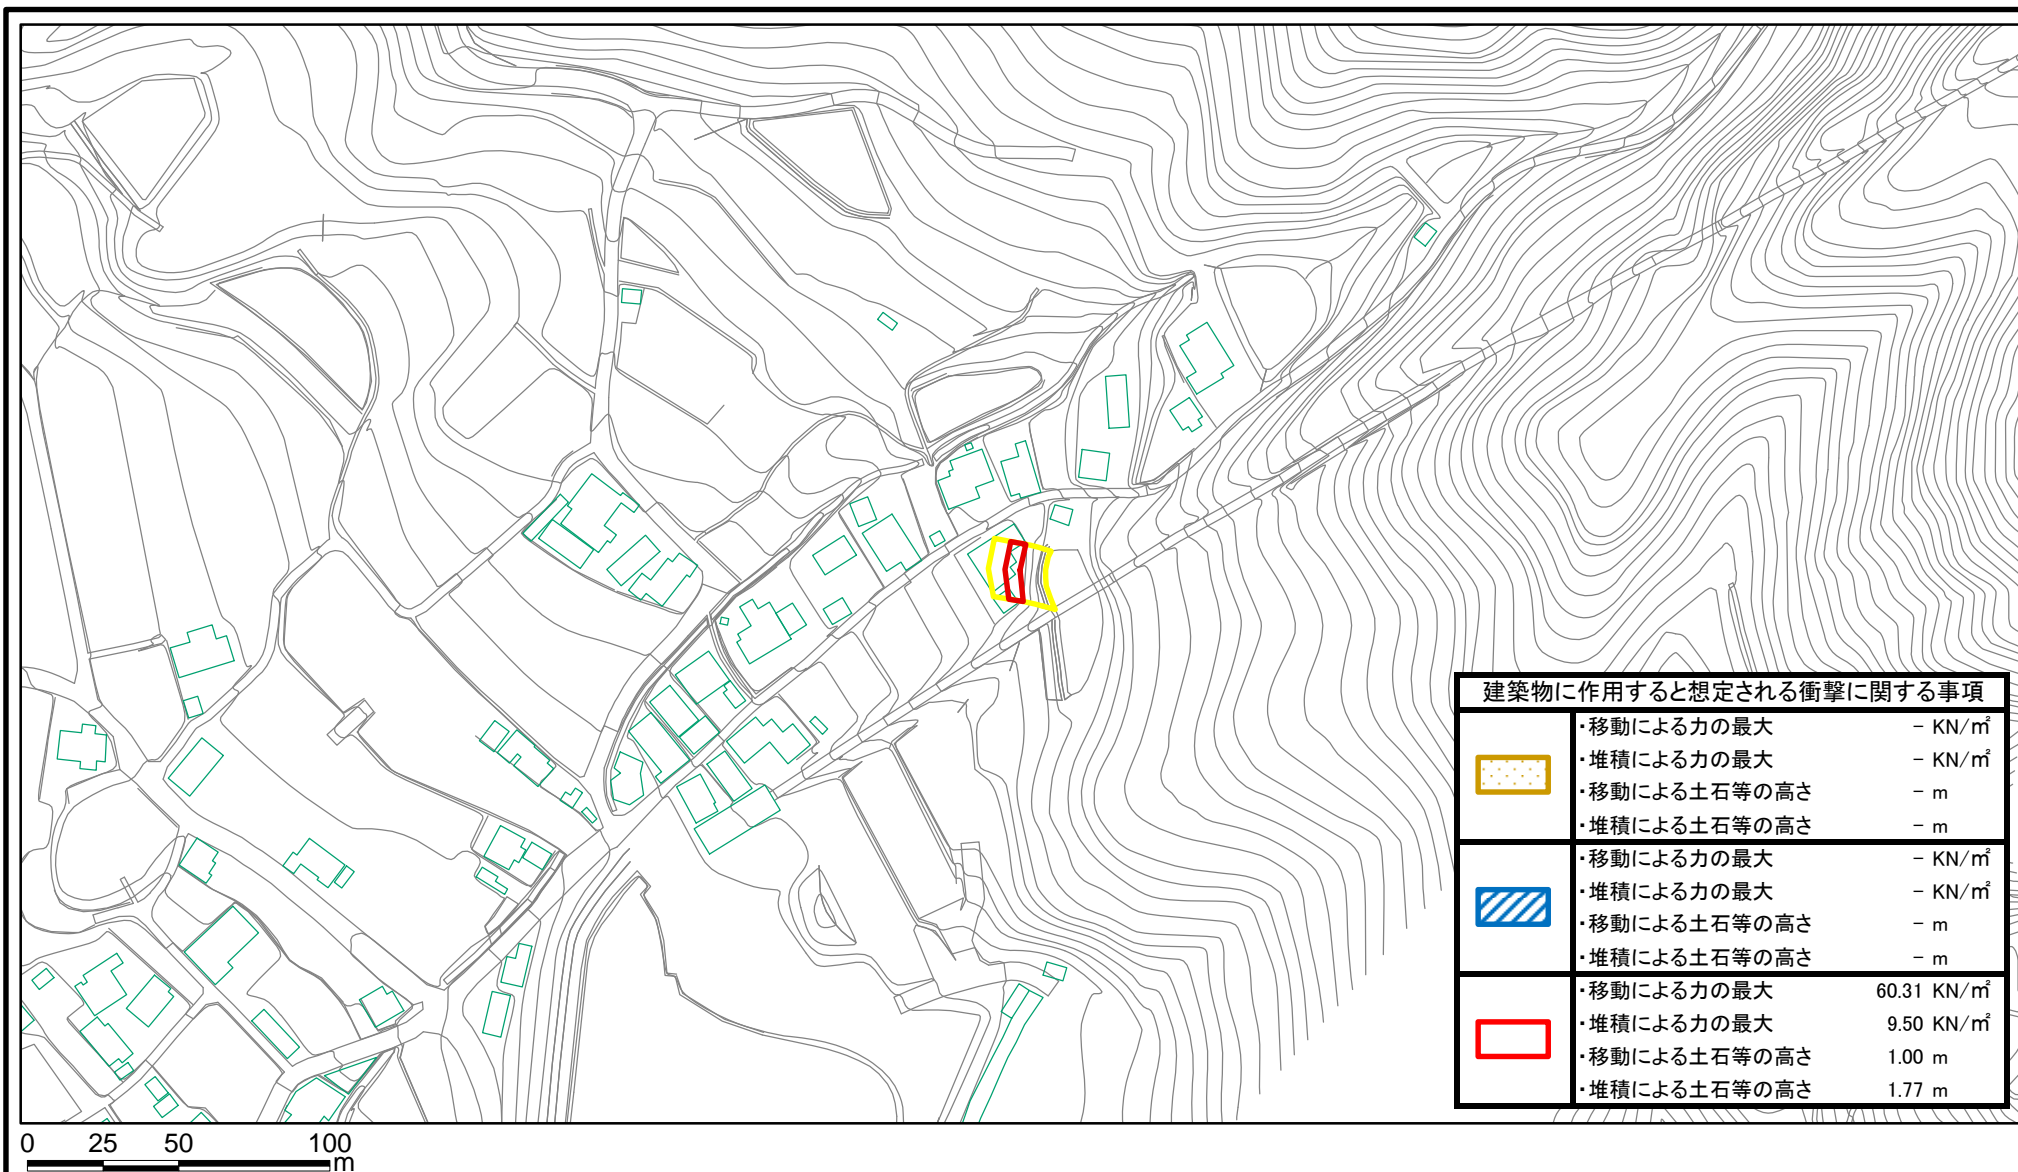 建築物に作用すると想定される衝撃に関する事項
・移動による力の最大 － KN/㎡
・堆積による力の最大 － KN/㎡
・移動による土石等の高さ － m
・堆積による土石等の高さ － m
・移動による力の最大 － KN/㎡
・堆積による力の最大 － KN/㎡
・移動による土石等の高さ － m
・堆積による土石等の高さ － m
・移動による力の最大 60.31 KN/㎡
・堆積による力の最大 9.50 KN/㎡
・移動による土石等の高さ 1.00 m
・堆積による土石等の高さ 1.77 m
0 25 50 100
m